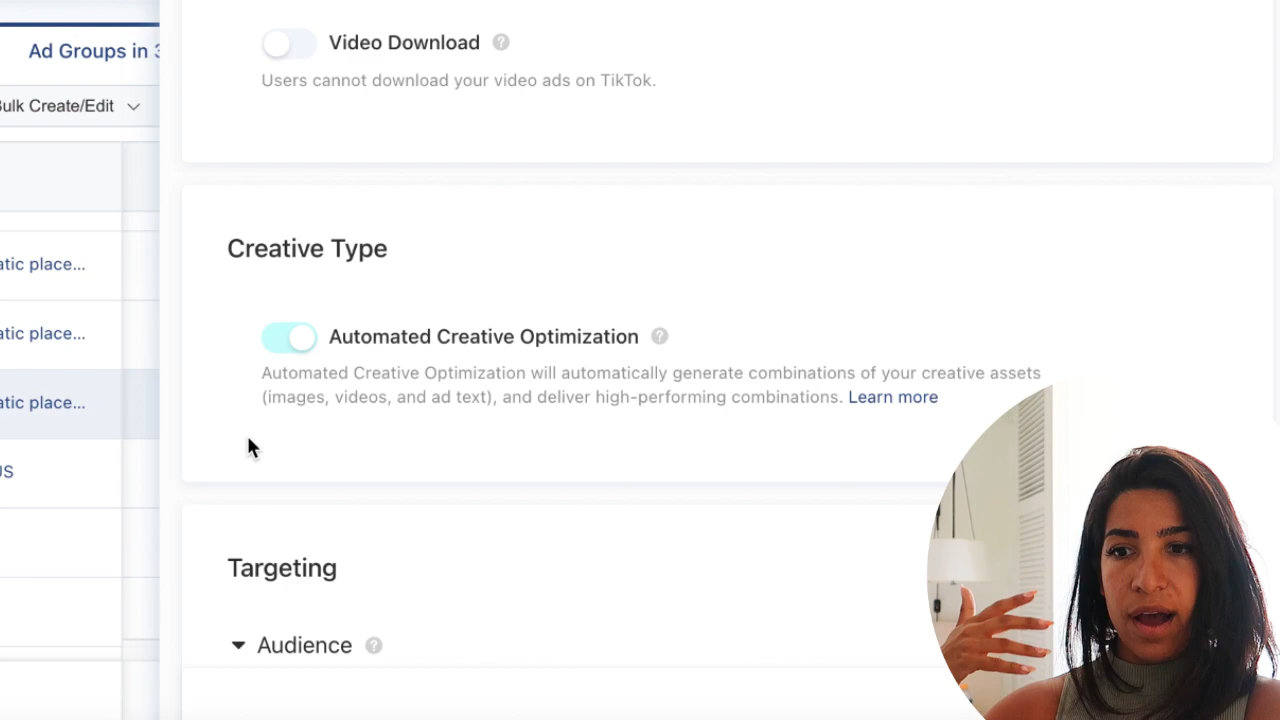 Ad Groups in 3
Bulk Create/Edit
atic place...
atic place...
atic place...
US
Video Download ?
Users cannot download your video ads on TikTok.
Creative Type
Automated Creative Optimization ?
Automated Creative Optimization will automatically generate combinations of your creative assets
(images, videos, and ad text), and deliver high-performing combinations. Learn more
Targeting
Audience ?